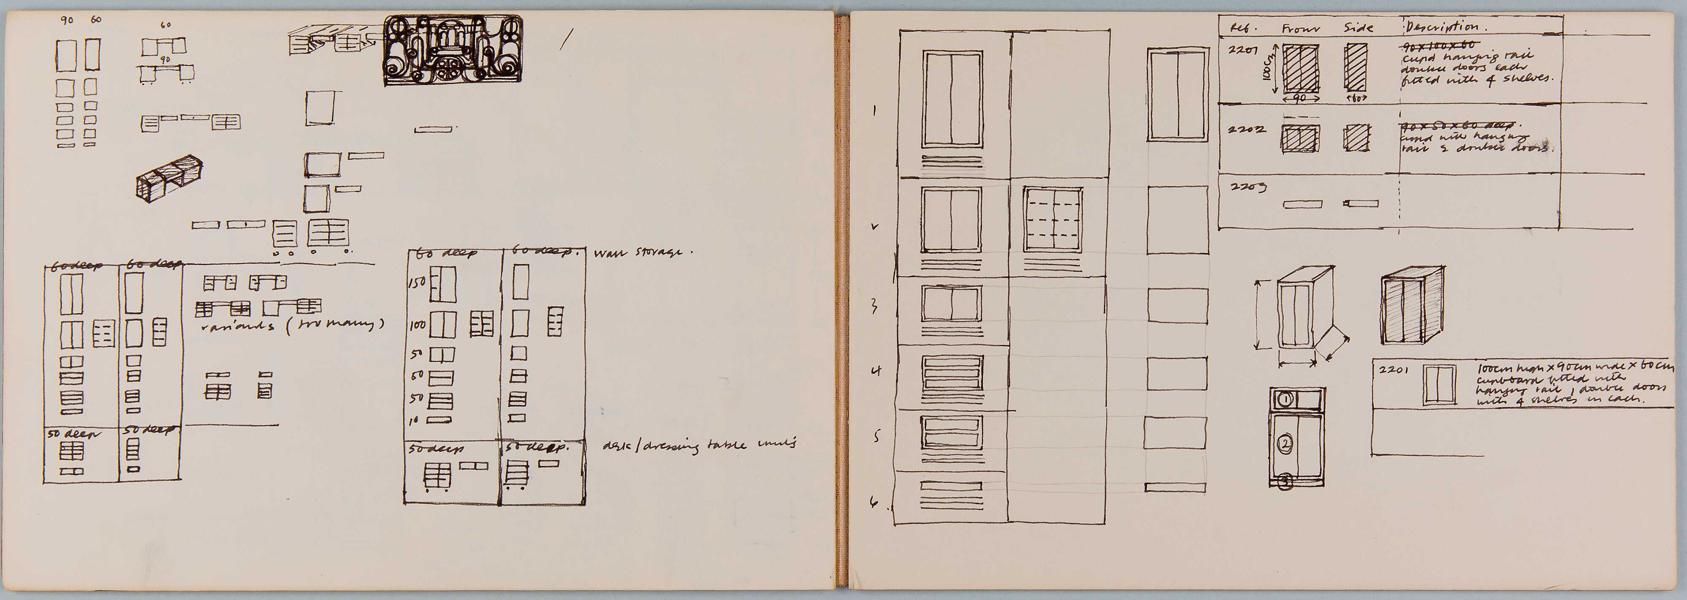 90 60
60
90
60 deep 60 deep
variants (too many)
50 deep 50 deep
60 deep 60 deep. wall storage.
150
100
50
60
50
10
50 deep 50 deep. desk/dressing table units
1
2
3
4
5
6.
Ref. Front Side Description.
2201
100cm
90 60
90x100x60
cupd hanging rail
double doors each
fitted with 4 shelves.
2202
90 x 50 x 60 deep.
cupd with hanging
rail & double doors.
2203
1
2
3
2201
100cm high x 90cm wide x 60cm
cupboard fitted with
hanging rail, double doors
with 4 shelves in each.